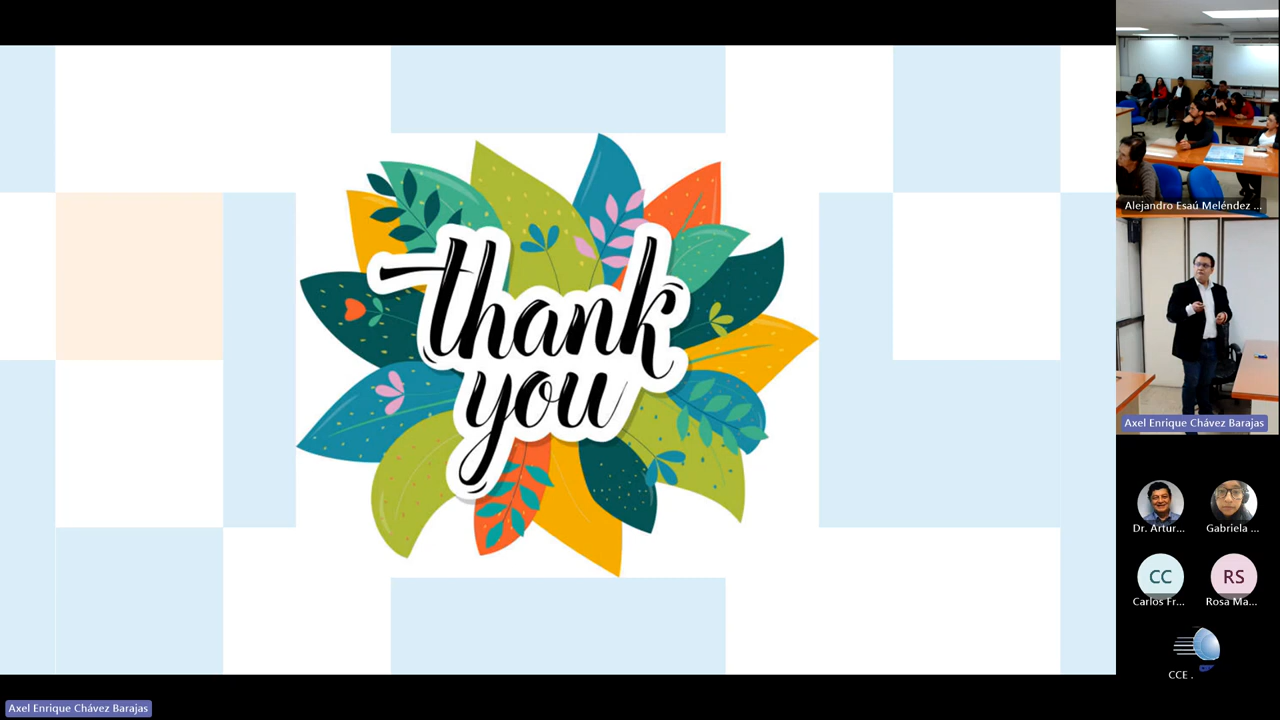 thank
you
Alejandro Esaú Meléndez ...
Axel Enrique Chávez Barajas
Dr. Artur...
Gabriela ...
CC
RS
Carlos Fr...
Rosa Ma...
CCE .
Axel Enrique Chávez Barajas